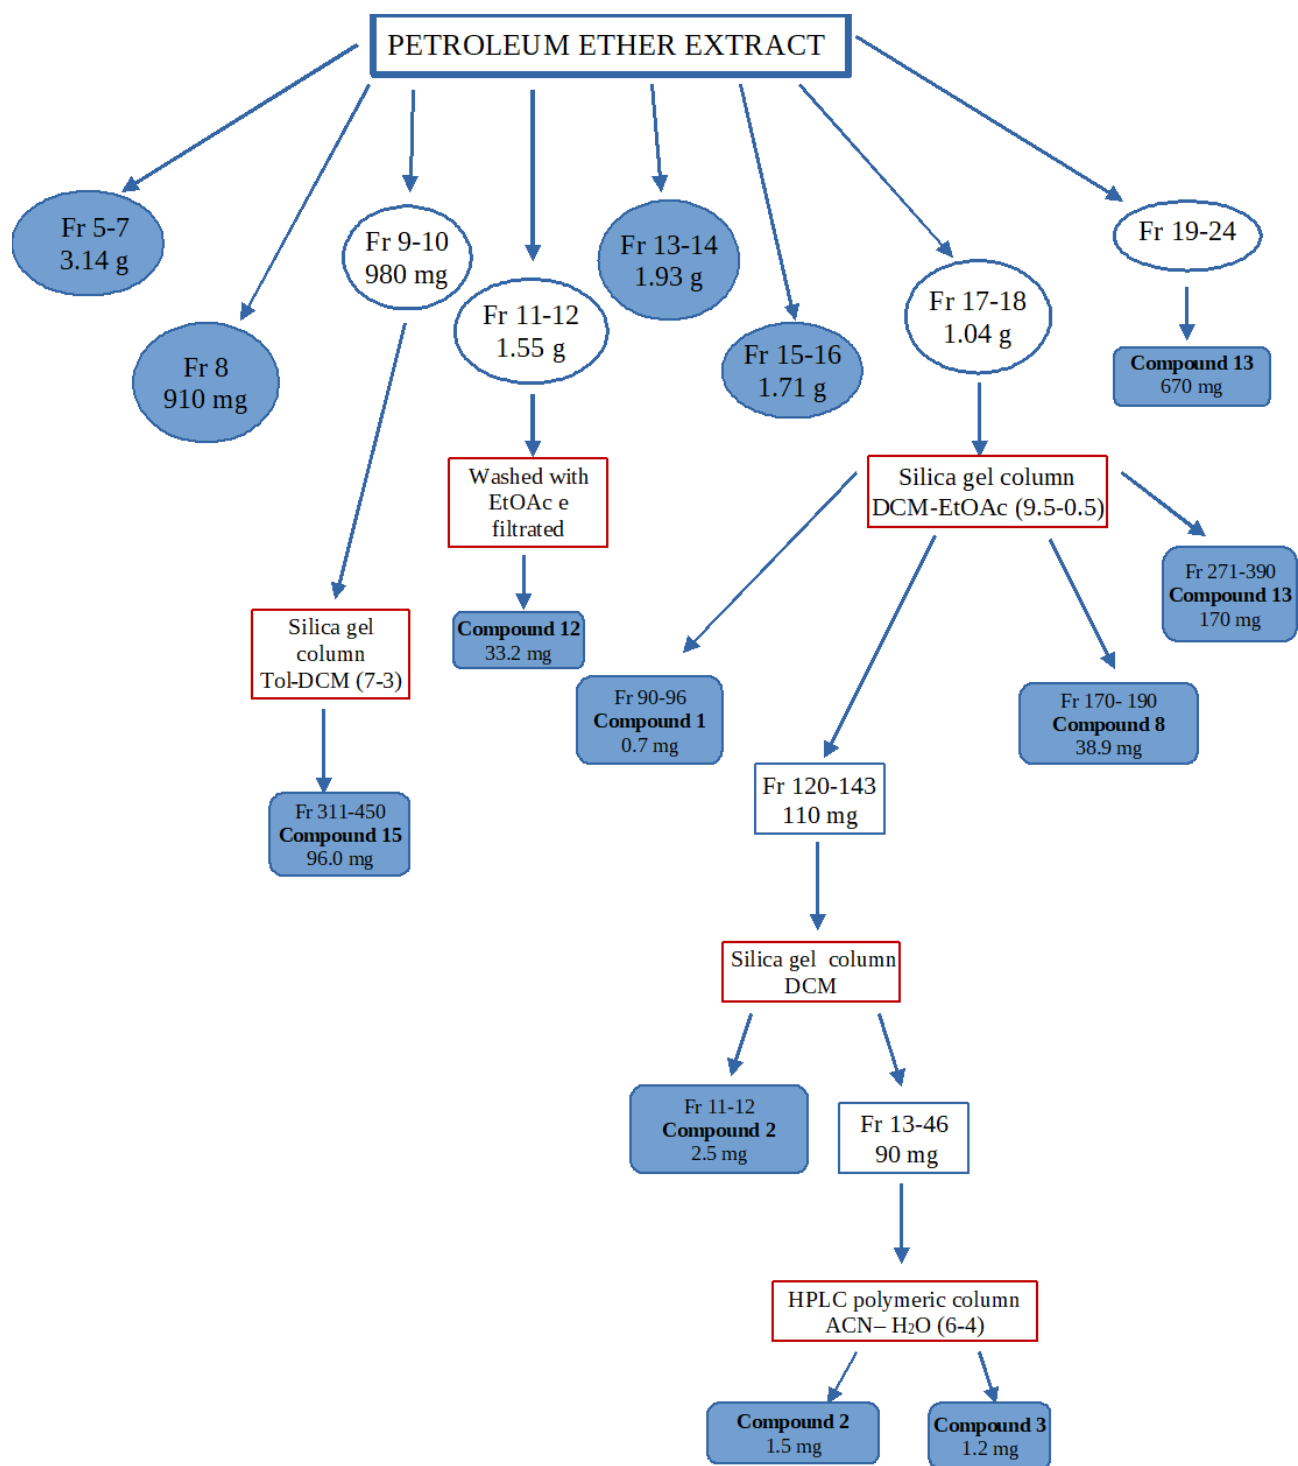 PETROLEUM ETHER EXTRACT
Fr 5-7
3.14 g
Fr 8
910 mg
Fr 9-10
980 mg
Fr 11-12
1.55 g
Fr 13-14
1.93 g
Fr 15-16
1.71 g
Fr 17-18
1.04 g
Fr 19-24
Compound 13
670 mg
Washed with
EtOAc e
filtrated
Silica gel column
DCM-EtOAc (9.5-0.5)
Fr 271-390
Compound 13
170 mg
Silica gel
column
Tol-DCM (7-3)
Compound 12
33.2 mg
Fr 90-96
Compound 1
0.7 mg
Fr 170- 190
Compound 8
38.9 mg
Fr 120-143
110 mg
Fr 311-450
Compound 15
96.0 mg
Silica gel  column
DCM
Fr 11-12
Compound 2
2.5 mg
Fr 13-46
90 mg
HPLC polymeric column
ACN– H₂O (6-4)
Compound 2
1.5 mg
Compound 3
1.2 mg